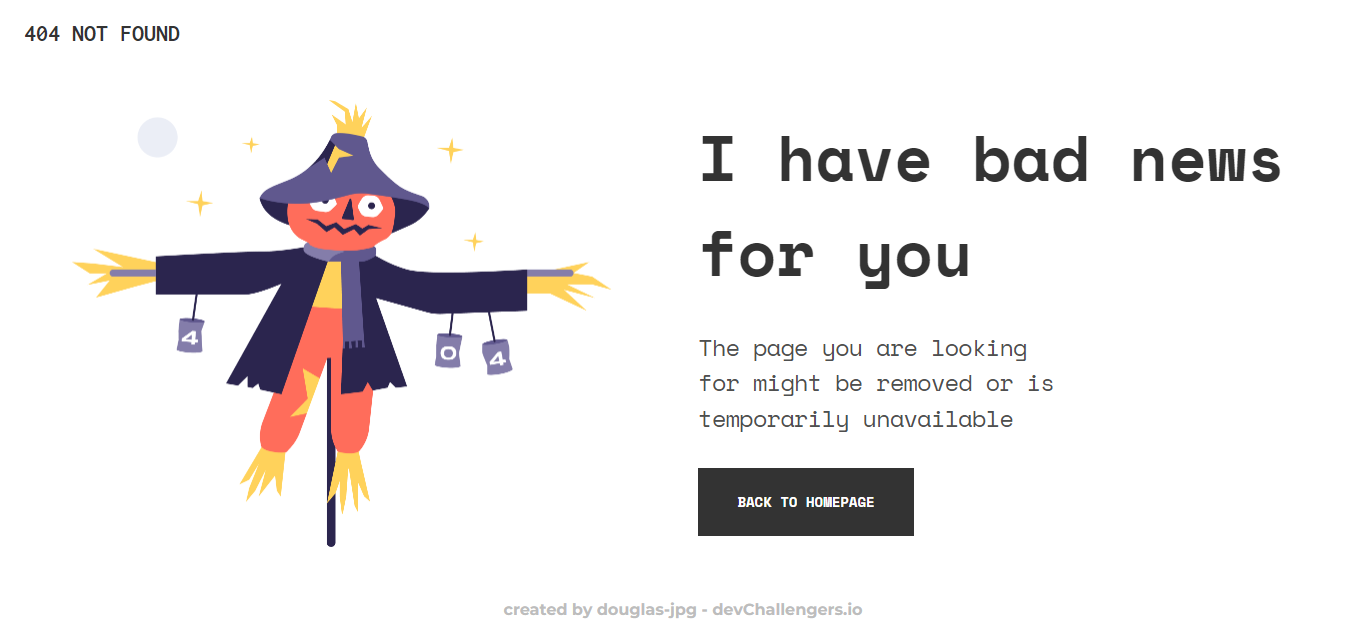 404 NOT FOUND
4
0
4
I have bad news
for you
The page you are looking
for might be removed or is
temporarily unavailable
BACK TO HOMEPAGE
created by douglas-jpg - devChallengers.io